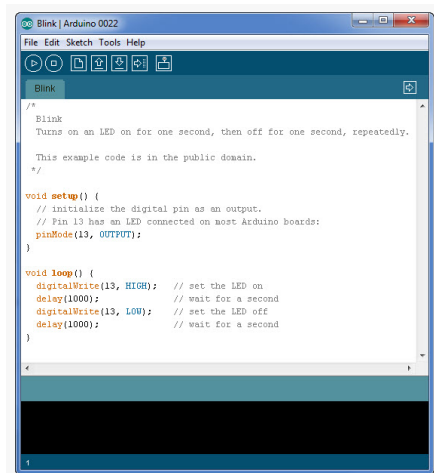 Blink | Arduino 0022
File Edit Sketch Tools Help
Blink
/*
  Blink
  Turns on an LED on for one second, then off for one second, repeatedly.

  This example code is in the public domain.
 */

void setup() {
  // initialize the digital pin as an output.
  // Pin 13 has an LED connected on most Arduino boards:
  pinMode(13, OUTPUT);
}

void loop() {
  digitalWrite(13, HIGH);   // set the LED on
  delay(1000);              // wait for a second
  digitalWrite(13, LOW);    // set the LED off
  delay(1000);              // wait for a second
}
1